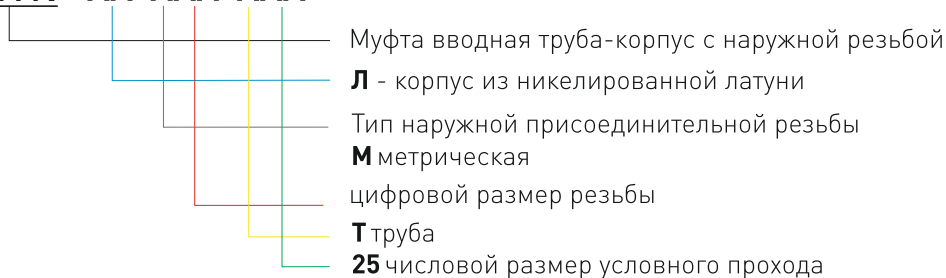 Муфта вводная труба-корпус с наружной резьбой
Л - корпус из никелированной латуни
Тип наружной присоединительной резьбы
М метрическая
цифровой размер резьбы
Т труба
25 числовой размер условного прохода